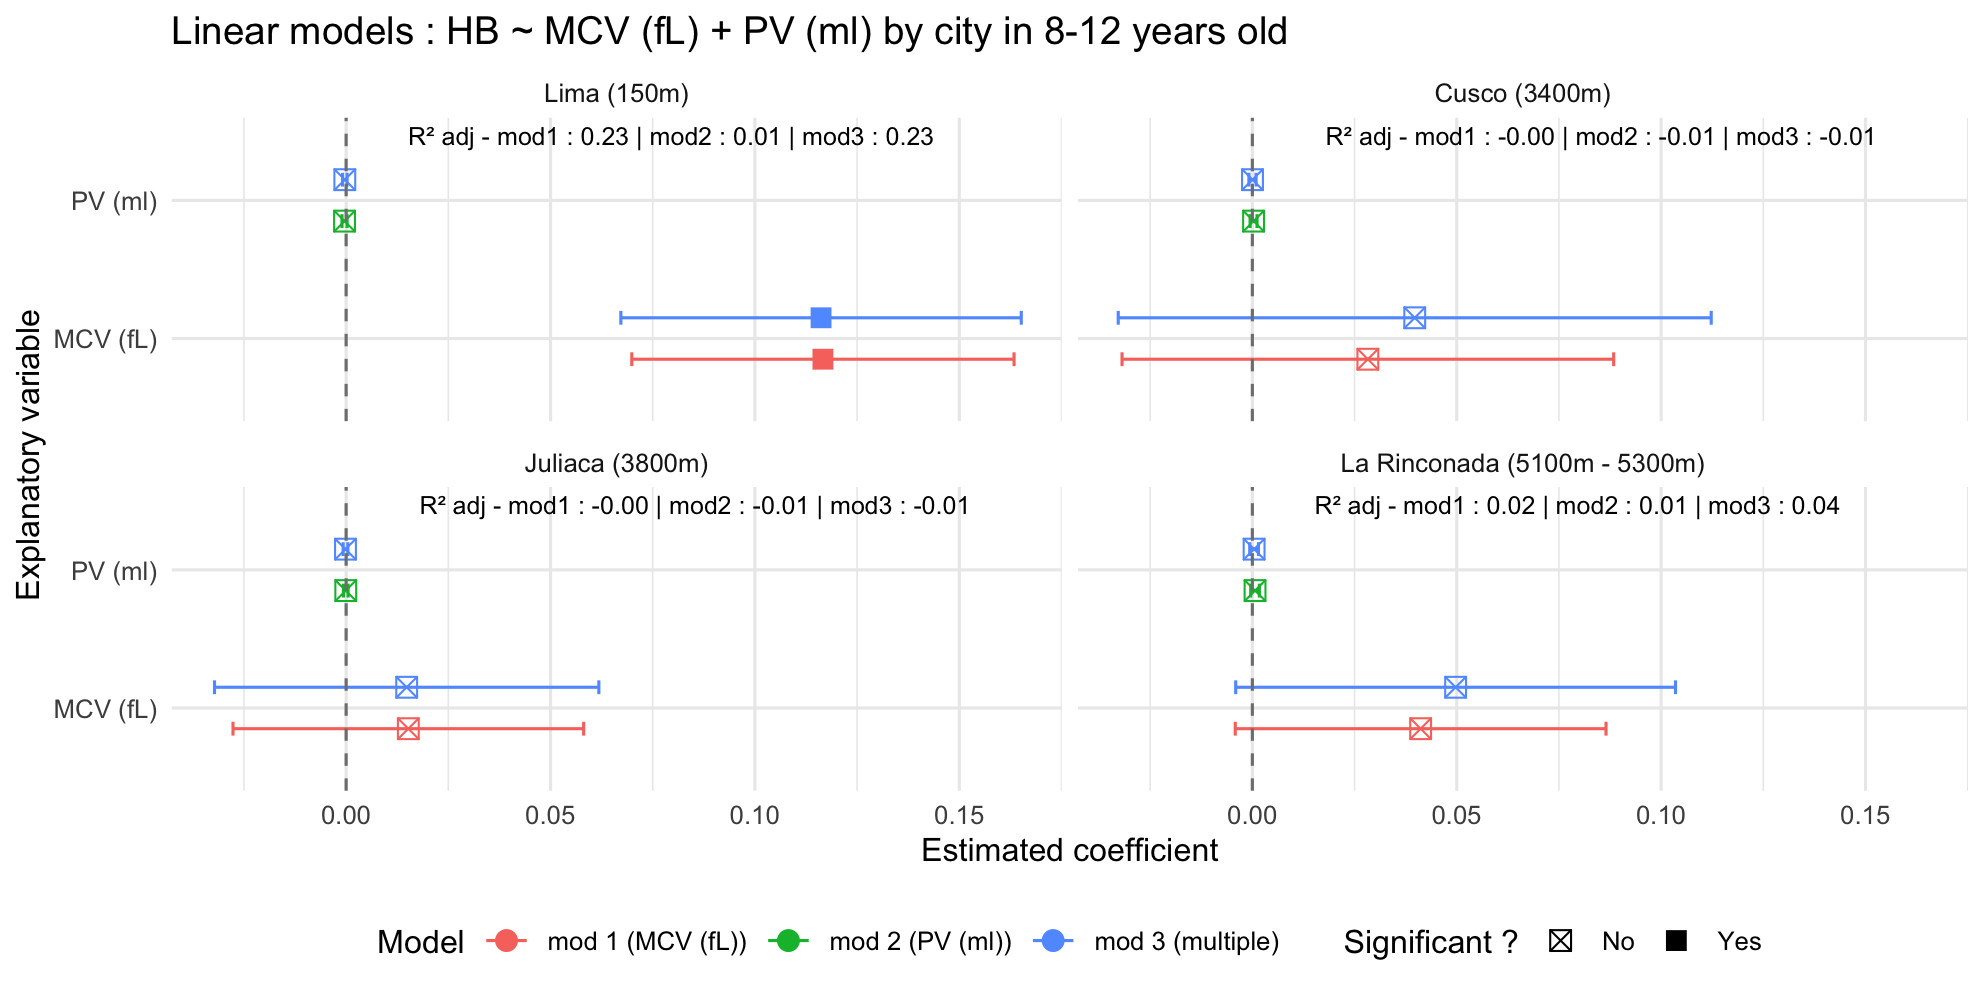 Linear models : HB ~ MCV (fL) + PV (ml) by city in 8-12 years old
Lima (150m)
Cusco (3400m)
R² adj - mod1 : 0.23 | mod2 : 0.01 | mod3 : 0.23
R² adj - mod1 : -0.00 | mod2 : -0.01 | mod3 : -0.01
PV (ml)
MCV (fL)
Explanatory variable
Juliaca (3800m)
La Rinconada (5100m - 5300m)
R² adj - mod1 : -0.00 | mod2 : -0.01 | mod3 : -0.01
R² adj - mod1 : 0.02 | mod2 : 0.01 | mod3 : 0.04
PV (ml)
MCV (fL)
0.00 0.05 0.10 0.15
0.00 0.05 0.10 0.15
Estimated coefficient
Model mod 1 (MCV (fL)) mod 2 (PV (ml)) mod 3 (multiple)
Significant ? No Yes